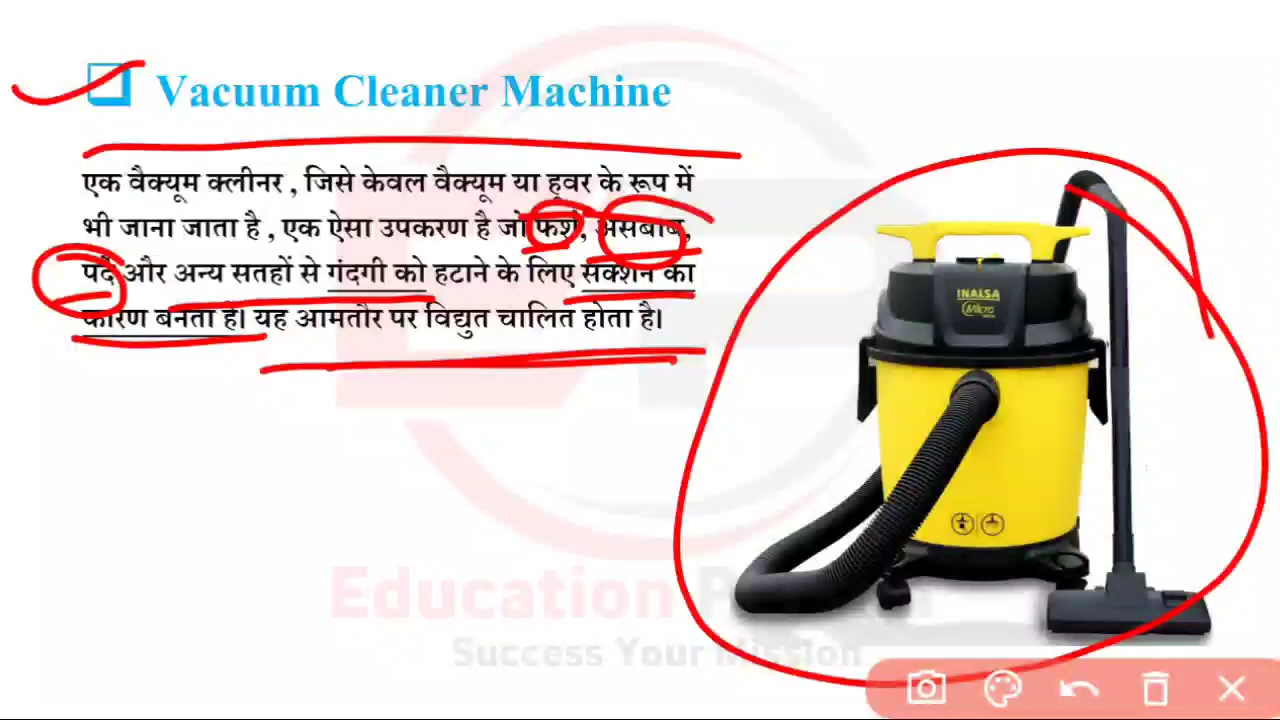 Vacuum Cleaner Machine
एक वैक्यूम क्लीनर , जिसे केवल वैक्यूम या हूवर के रूप में
भी जाना जाता है , एक ऐसा उपकरण है जो फर्श, असबाब,
पर्दे और अन्य सतहों से गंदगी को हटाने के लिए सक्शन का
कारण बनता है। यह आमतौर पर विद्युत चालित होता है।
INALSA
Micro
Education
Success Your Mission